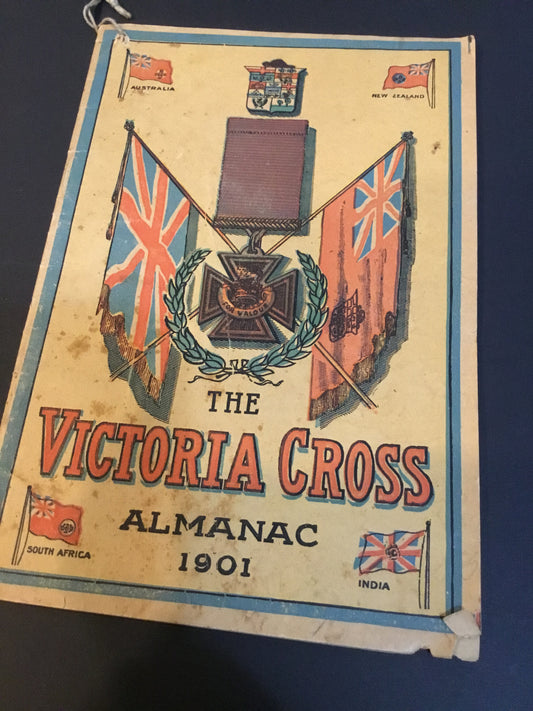 AUSTRALIA
NEW ZEALAND
FOR VALOUR
THE
VICTORIA CROSS
ALMANAC
1901
SOUTH AFRICA
INDIA